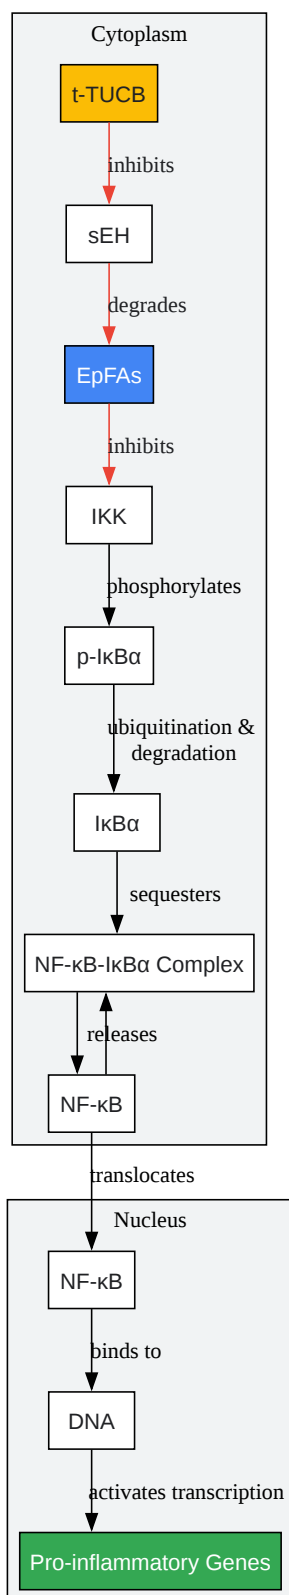 Cytoplasm
t-TUCB
inhibits
sEH
degrades
EpFAs
inhibits
IKK
phosphorylates
p-IκBα
ubiquitination &
degradation
IκBα
sequesters
NF-κB-IκBα Complex
releases
NF-κB
translocates
Nucleus
NF-κB
binds to
DNA
activates transcription
Pro-inflammatory Genes